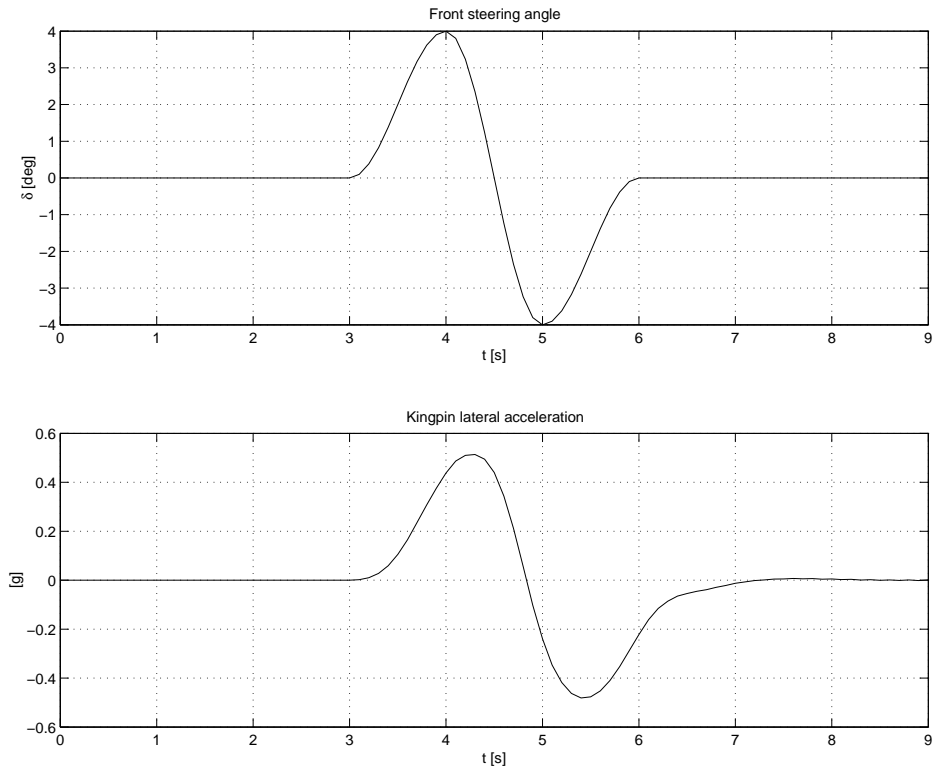 Front steering angle
4
3
2
1
0
−1
−2
−3
−4
δ [deg]
0 1 2 3 4 5 6 7 8 9
t [s]
Kingpin lateral acceleration
0.6
0.4
0.2
0
−0.2
−0.4
−0.6
[g]
0 1 2 3 4 5 6 7 8 9
t [s]